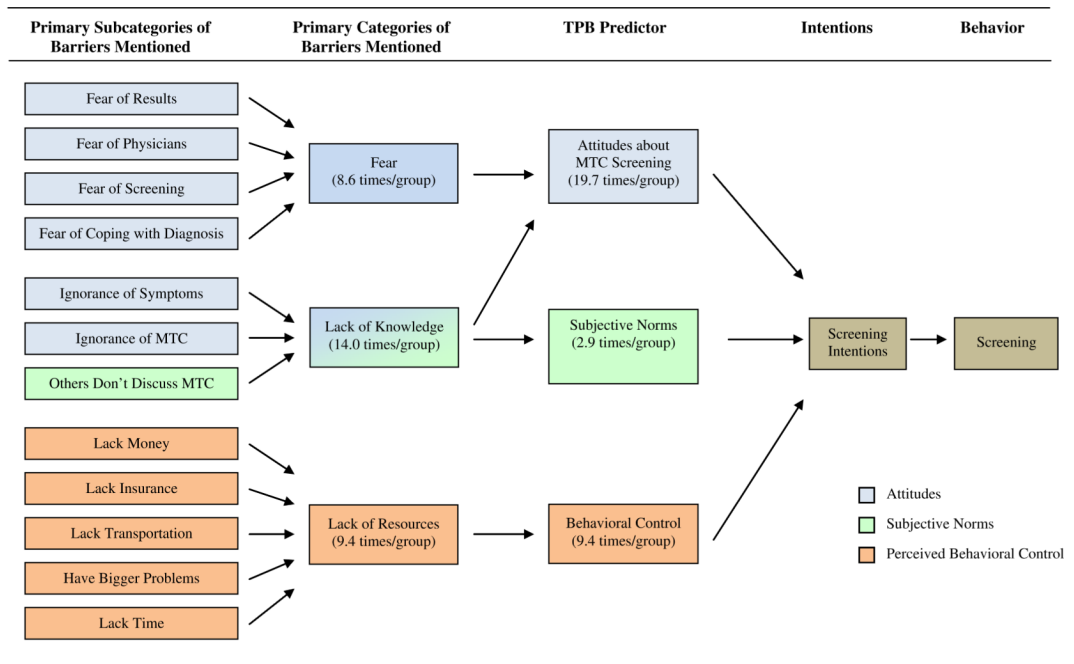 Primary Subcategories of
Barriers Mentioned
Primary Categories of
Barriers Mentioned
TPB Predictor
Intentions
Behavior
Fear of Results
Fear of Physicians
Fear of Screening
Fear of Coping with Diagnosis
Ignorance of Symptoms
Ignorance of MTC
Others Don't Discuss MTC
Lack Money
Lack Insurance
Lack Transportation
Have Bigger Problems
Lack Time
Fear
(8.6 times/group)
Lack of Knowledge
(14.0 times/group)
Lack of Resources
(9.4 times/group)
Attitudes about
MTC Screening
(19.7 times/group)
Subjective Norms
(2.9 times/group)
Behavioral Control
(9.4 times/group)
Screening
Intentions
Screening
Attitudes
Subjective Norms
Perceived Behavioral Control